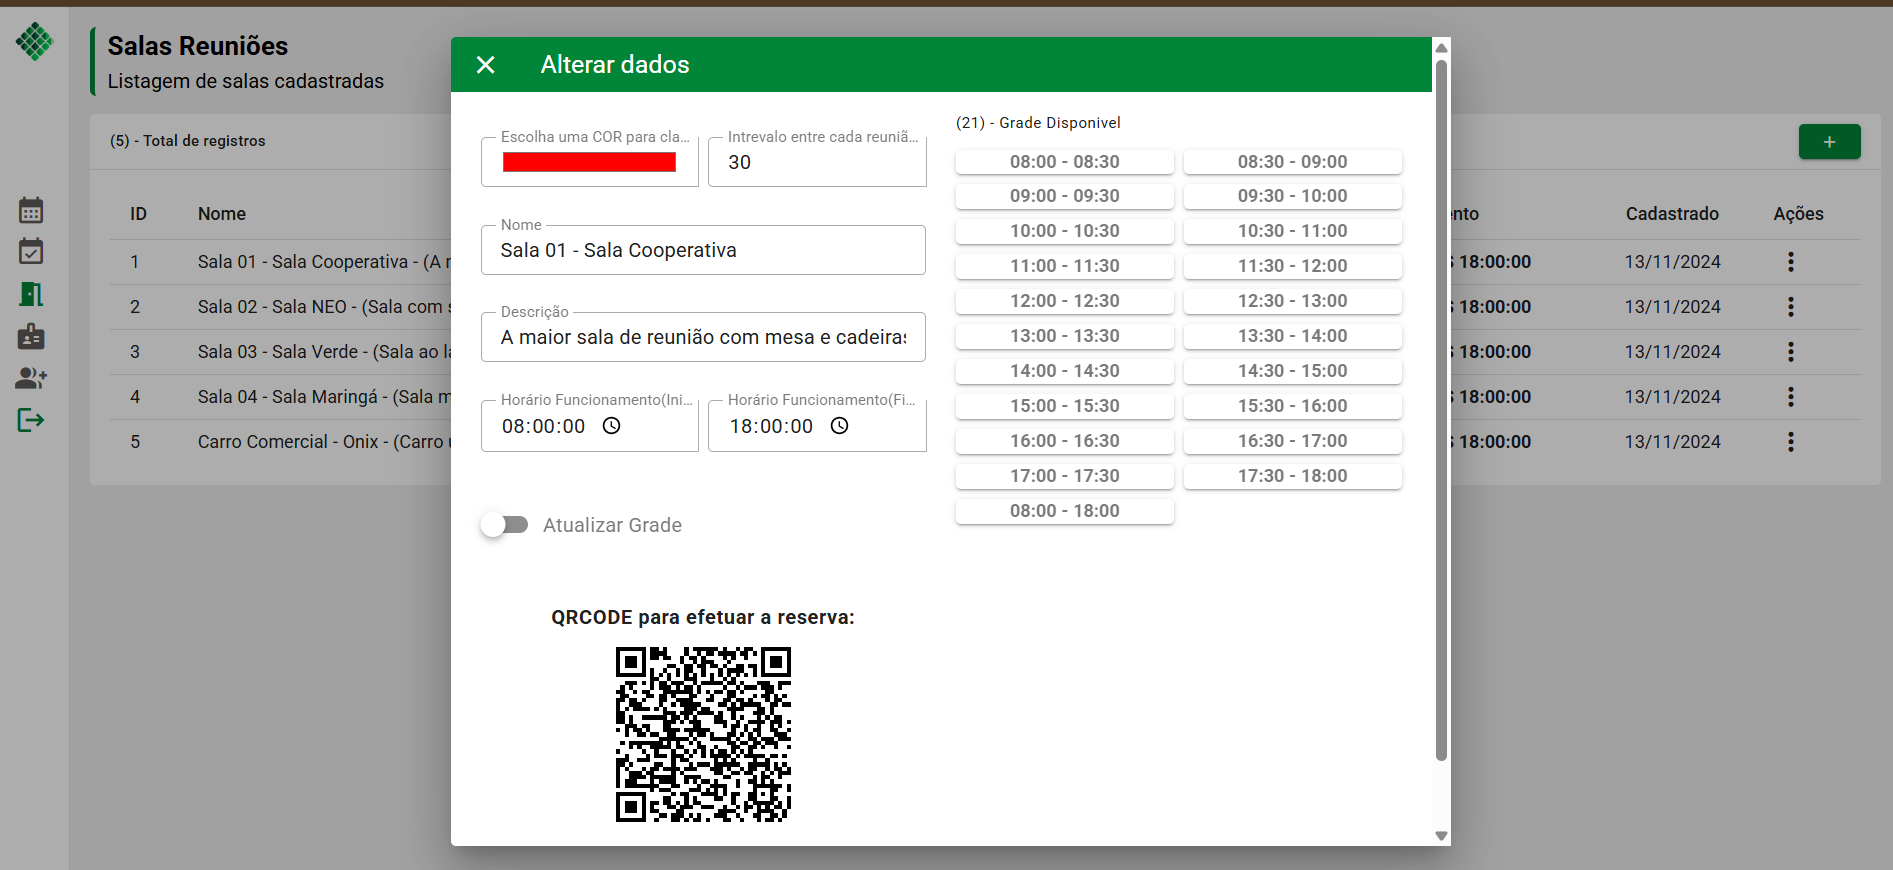 Salas Reuniões
Listagem de salas cadastradas
(5) - Total de registros
+
ID Nome
nto Cadastrado Ações
1 Sala 01 - Sala Cooperativa - (A
18:00:00 13/11/2024
2 Sala 02 - Sala NEO - (Sala com
18:00:00 13/11/2024
3 Sala 03 - Sala Verde - (Sala ao
18:00:00 13/11/2024
4 Sala 04 - Sala Maringá - (Sala
18:00:00 13/11/2024
5 Carro Comercial - Onix - (Carro
18:00:00 13/11/2024
Alterar dados
Escolha uma COR para cla...
Intrevalo entre cada reuniã...
30
Nome
Sala 01 - Sala Cooperativa
Descrição
A maior sala de reunião com mesa e cadeiras
Horário Funcionamento(Ini...
08:00:00
Horário Funcionamento(Fi...
18:00:00
Atualizar Grade
QRCODE para efetuar a reserva:
(21) - Grade Disponivel
08:00 - 08:30 08:30 - 09:00
09:00 - 09:30 09:30 - 10:00
10:00 - 10:30 10:30 - 11:00
11:00 - 11:30 11:30 - 12:00
12:00 - 12:30 12:30 - 13:00
13:00 - 13:30 13:30 - 14:00
14:00 - 14:30 14:30 - 15:00
15:00 - 15:30 15:30 - 16:00
16:00 - 16:30 16:30 - 17:00
17:00 - 17:30 17:30 - 18:00
08:00 - 18:00